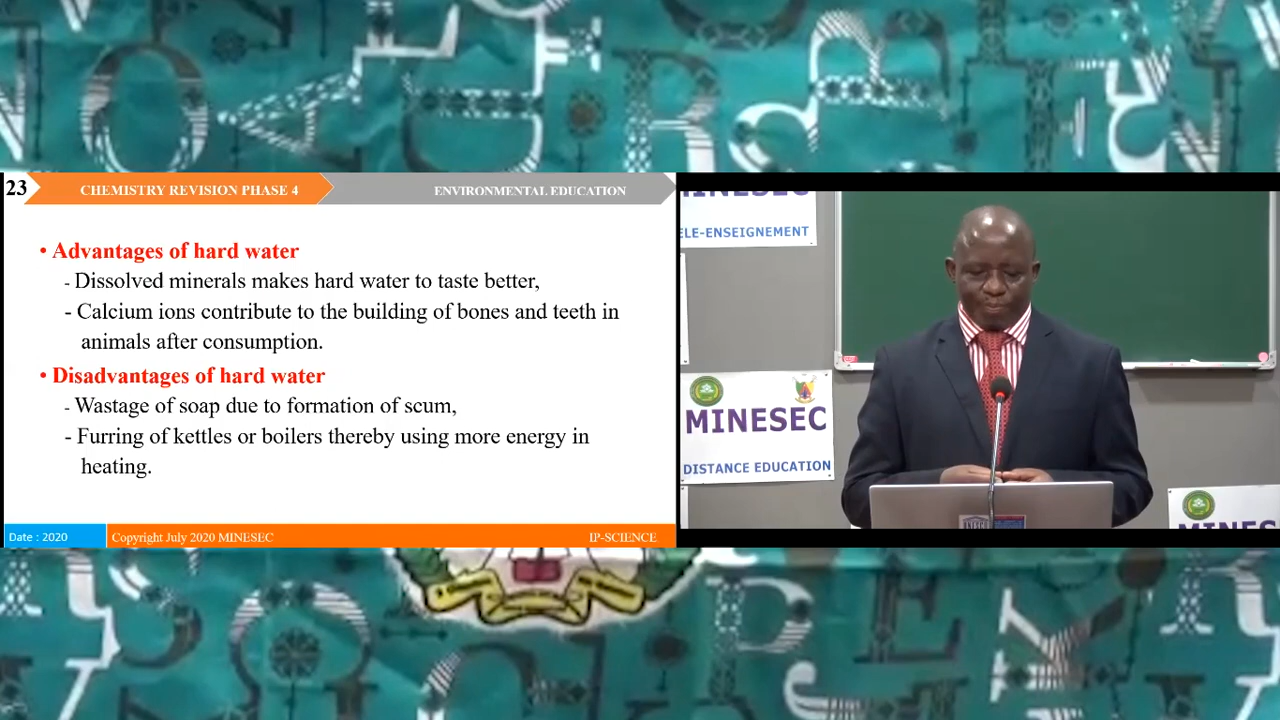 23
CHEMISTRY REVISION PHASE 4
ENVIRONMENTAL EDUCATION
• Advantages of hard water
- Dissolved minerals makes hard water to taste better,
- Calcium ions contribute to the building of bones and teeth in
animals after consumption.
• Disadvantages of hard water
- Wastage of soap due to formation of scum,
- Furring of kettles or boilers thereby using more energy in
heating.
Date : 2020
Copyright July 2020 MINESEC
IP-SCIENCE
MINESEC
ELE-ENSEIGNEMENT
MINESEC
DISTANCE EDUCATION
MINES